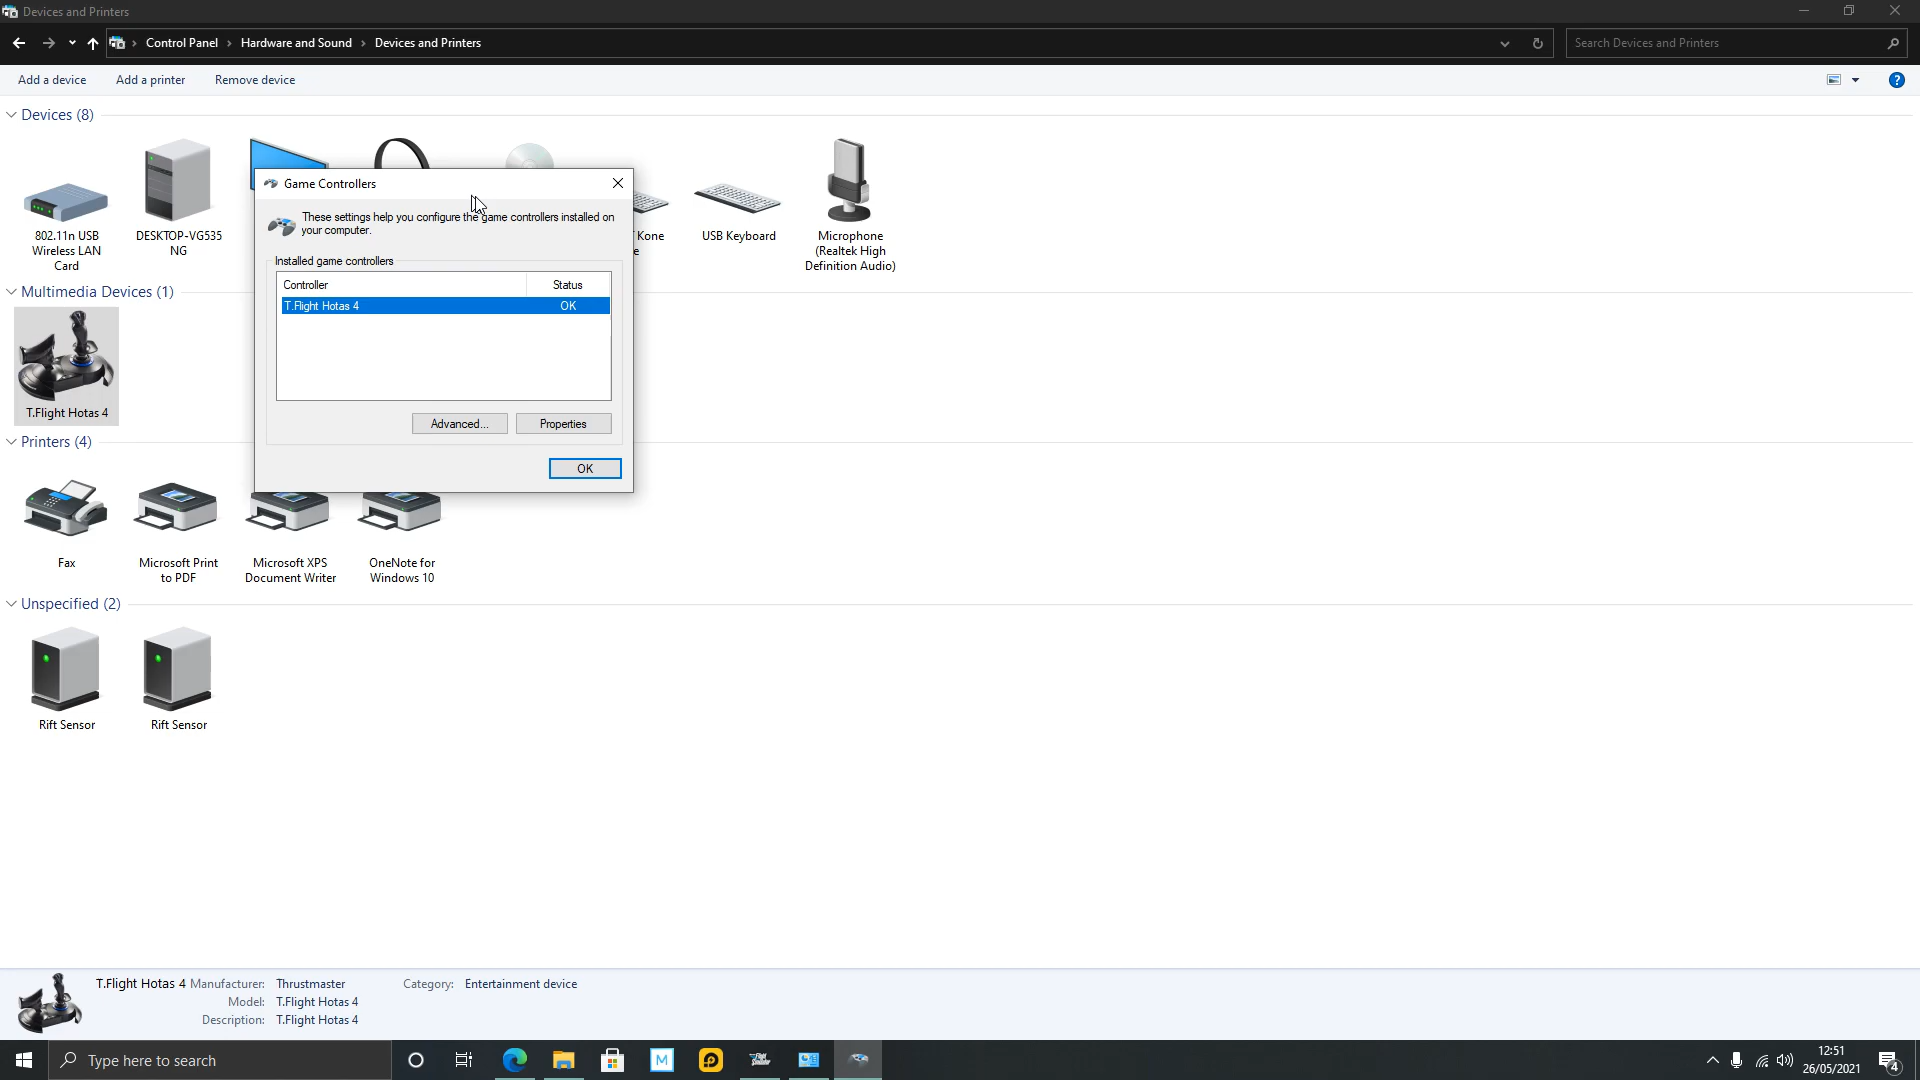 Devices and Printers
Control Panel
Hardware and Sound
Devices and Printers
Search Devices and Printers
Add a device
Add a printer
Remove device
Devices (8)
802.11n USB
Wireless LAN
Card
DESKTOP-VG535
NG
Kone
e
USB Keyboard
Microphone
(Realtek High
Definition Audio)
Game Controllers
These settings help you configure the game controllers installed on
your computer.
Installed game controllers
Controller
Status
T.Flight Hotas 4
OK
Advanced...
Properties
OK
Multimedia Devices (1)
T.Flight Hotas 4
Printers (4)
Fax
Microsoft Print
to PDF
Microsoft XPS
Document Writer
OneNote for
Windows 10
Unspecified (2)
Rift Sensor
Rift Sensor
T.Flight Hotas 4 Manufacturer: Thrustmaster Category: Entertainment device
Model: T.Flight Hotas 4
Description: T.Flight Hotas 4
Type here to search
M
12:51
26/05/2021
4